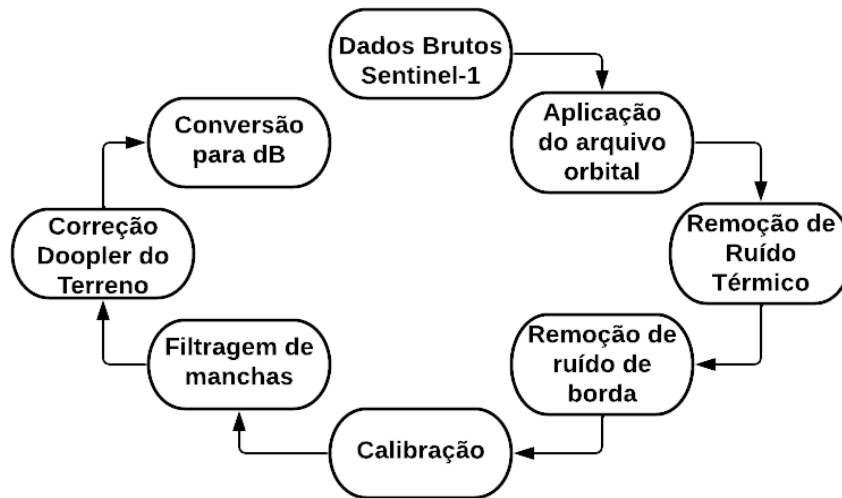 Dados Brutos
Sentinel-1
Aplicação
do arquivo
orbital
Remoção de
Ruído
Térmico
Remoção de
ruído de
borda
Calibração
Filtragem de
manchas
Correção
Doopler do
Terreno
Conversão
para dB